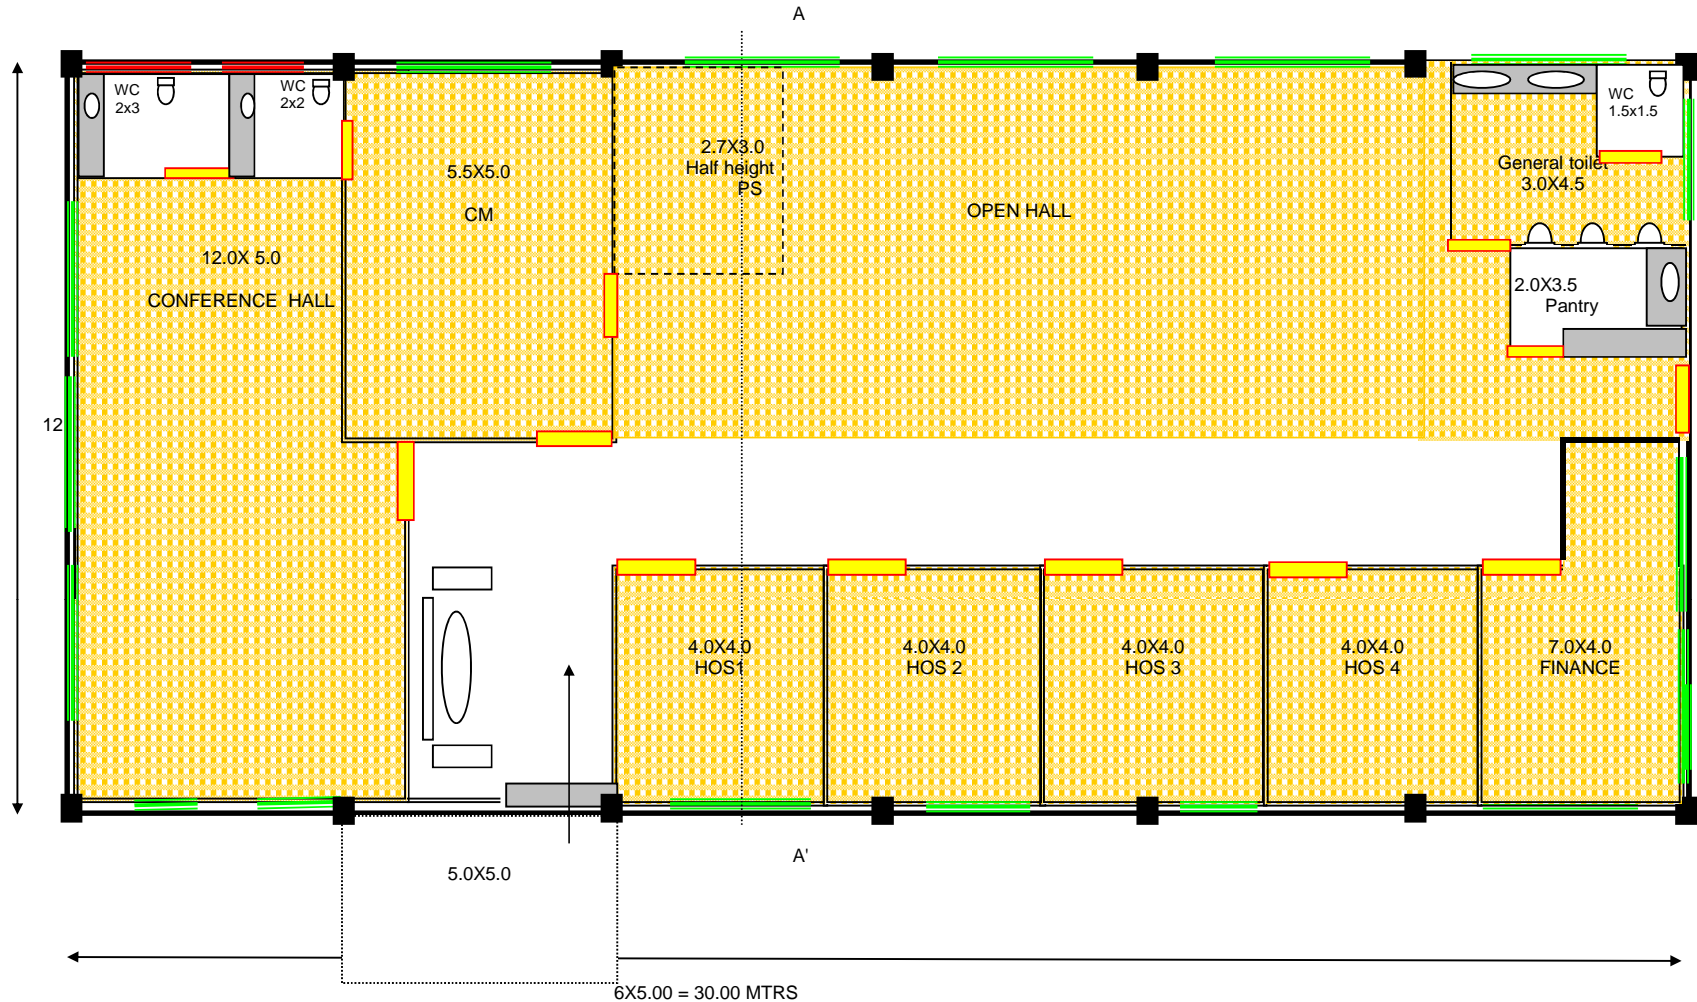 A
WC
2x3
WC
2x2
WC
1.5x1.5
2.7X3.0
Half height
PS
5.5X5.0
CM
General toilet
3.0X4.5
OPEN HALL
12.0X 5.0
CONFERENCE HALL
2.0X3.5
Pantry
12
4.0X4.0
HOS1
4.0X4.0
HOS 2
4.0X4.0
HOS 3
4.0X4.0
HOS 4
7.0X4.0
FINANCE
A'
5.0X5.0
6X5.00 = 30.00 MTRS